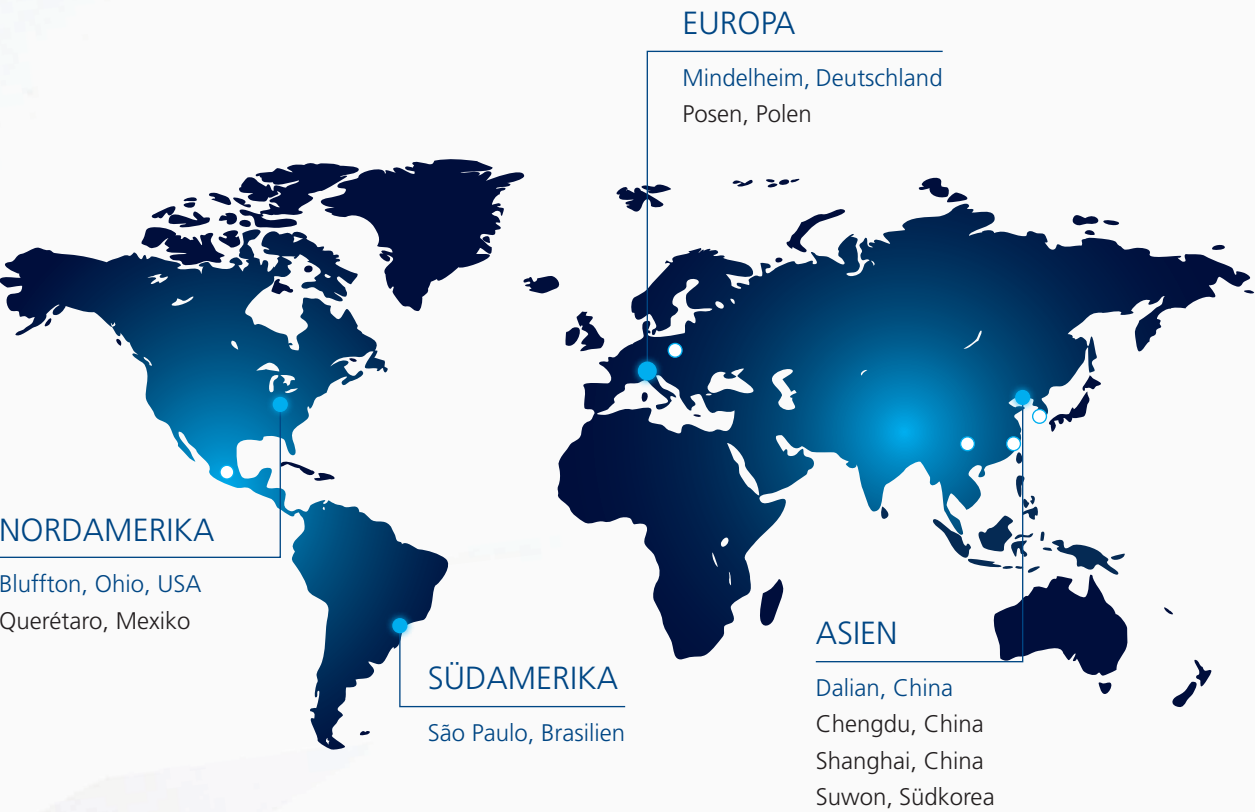 EUROPA
Mindelheim, Deutschland
Posen, Polen
NORDAMERIKA
Bluffton, Ohio, USA
Querétaro, Mexiko
SÜDAMERIKA
São Paulo, Brasilien
ASIEN
Dalian, China
Chengdu, China
Shanghai, China
Suwon, Südkorea